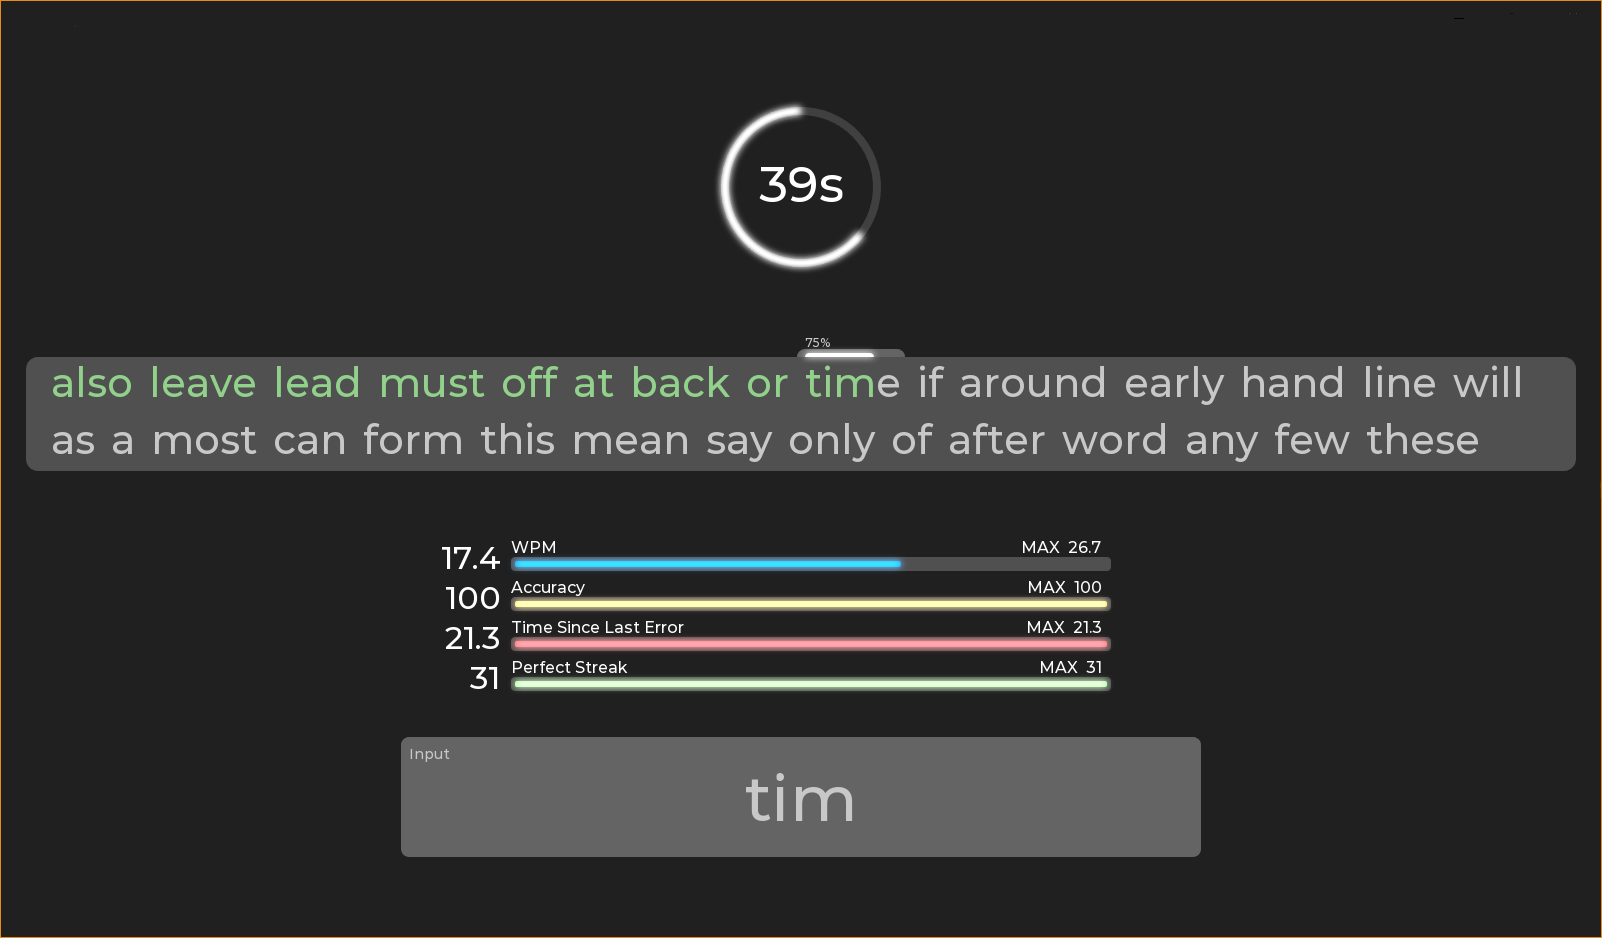 39s
75%
also leave lead must off at back or time if around early hand line will
as a most can form this mean say only of after word any few these
17.4 WPM MAX 26.7
100 Accuracy MAX 100
21.3 Time Since Last Error MAX 21.3
31 Perfect Streak MAX 31
Input
tim